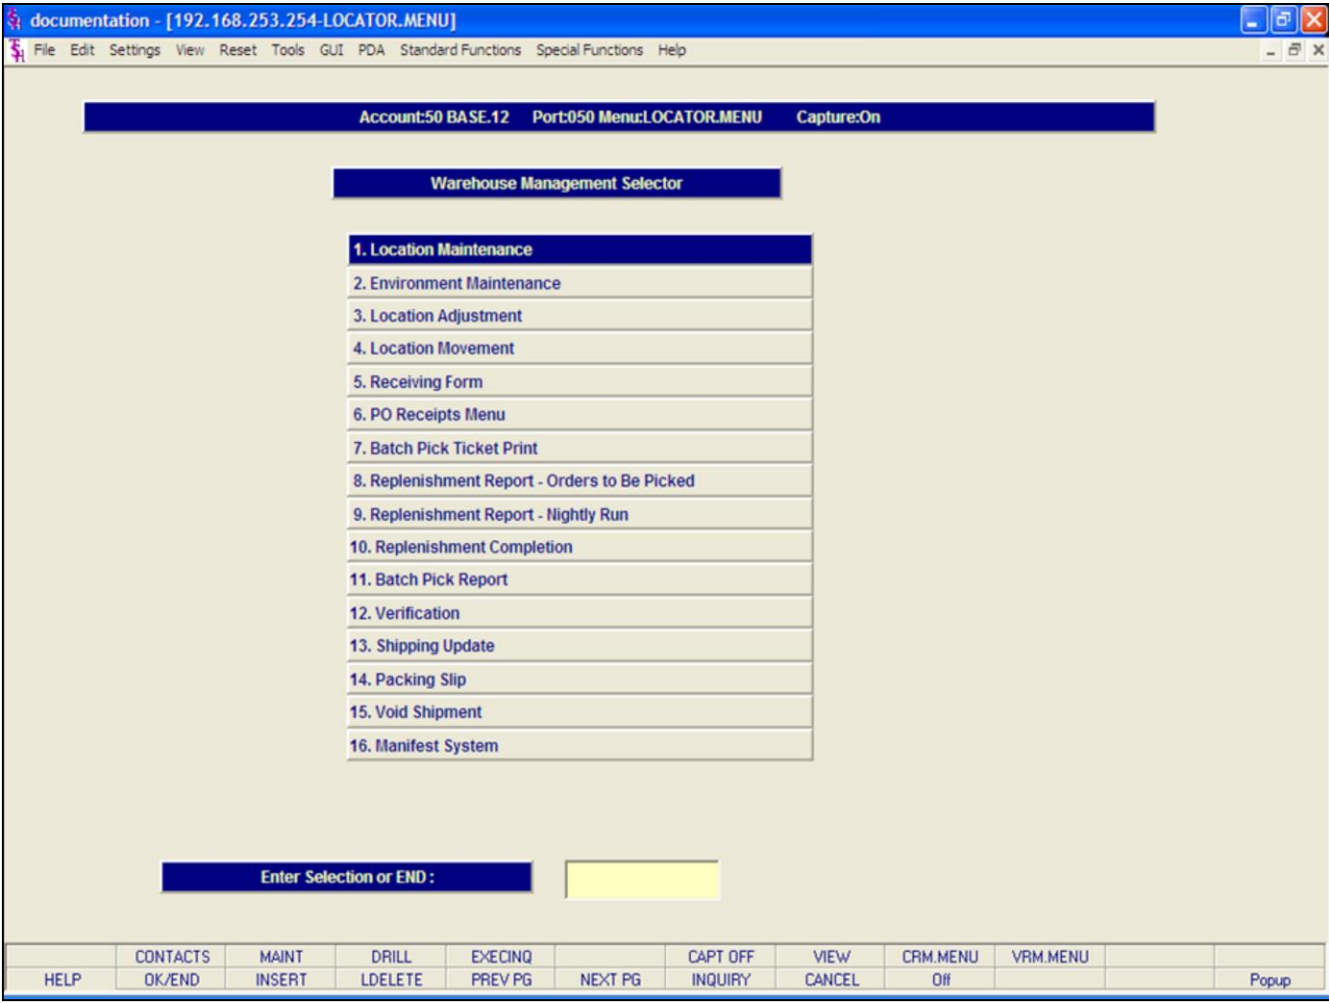 documentation - [192.168.253.254-LOCATOR.MENU]
File Edit Settings View Reset Tools GUI PDA Standard Functions Special Functions Help
Account:50 BASE.12 Port:050 Menu:LOCATOR.MENU Capture:On
Warehouse Management Selector
1. Location Maintenance
2. Environment Maintenance
3. Location Adjustment
4. Location Movement
5. Receiving Form
6. PO Receipts Menu
7. Batch Pick Ticket Print
8. Replenishment Report - Orders to Be Picked
9. Replenishment Report - Nightly Run
10. Replenishment Completion
11. Batch Pick Report
12. Verification
13. Shipping Update
14. Packing Slip
15. Void Shipment
16. Manifest System
Enter Selection or END :
CONTACTS MAINT DRILL EXECINQ CAPT OFF VIEW CRM.MENU VRM.MENU
HELP OK/END INSERT LDELETE PREV PG NEXT PG INQUIRY CANCEL Off Popup